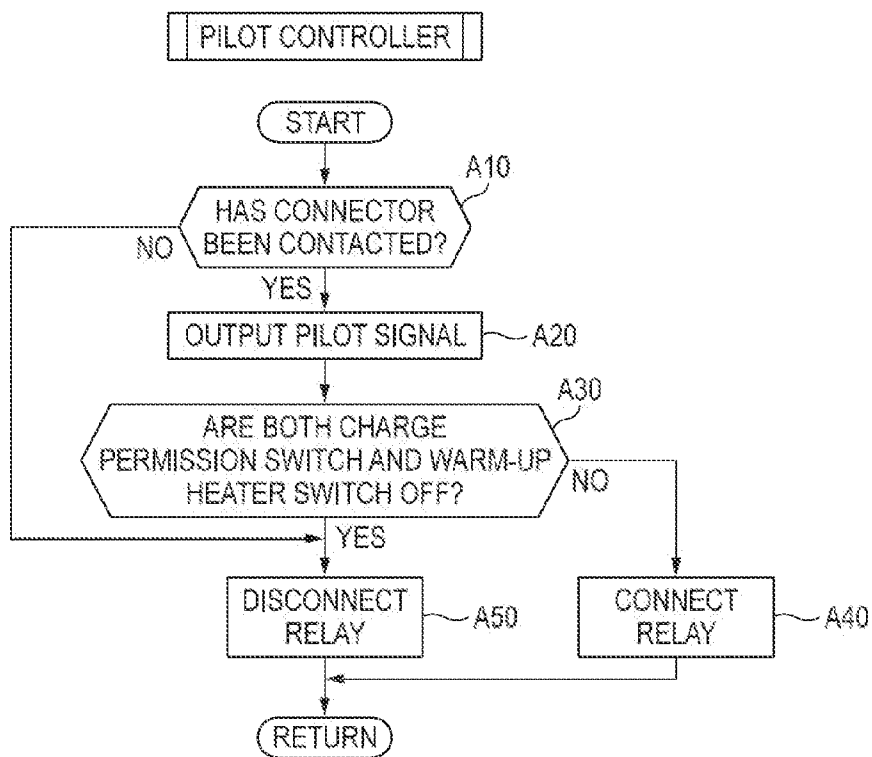 PILOT CONTROLLER
START
A10
HAS CONNECTOR
BEEN CONTACTED?
NO
YES
OUTPUT PILOT SIGNAL
A20
A30
ARE BOTH CHARGE
PERMISSION SWITCH AND WARM-UP
HEATER SWITCH OFF?
NO
YES
DISCONNECT
RELAY
A50
CONNECT
RELAY
A40
RETURN